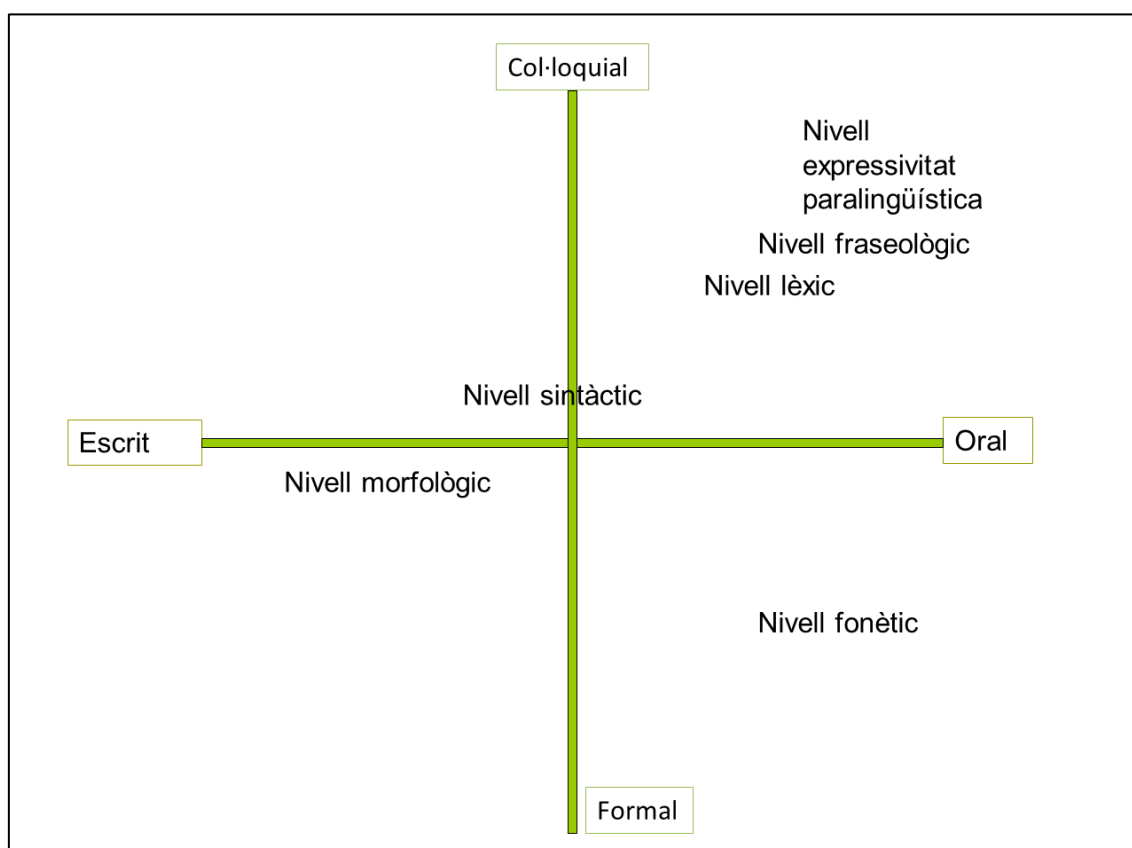 Col·loquial
Nivell
expressivitat
paralingüística
Nivell fraseològic
Nivell lèxic
Nivell sintàctic
Escrit
Oral
Nivell morfològic
Nivell fonètic
Formal